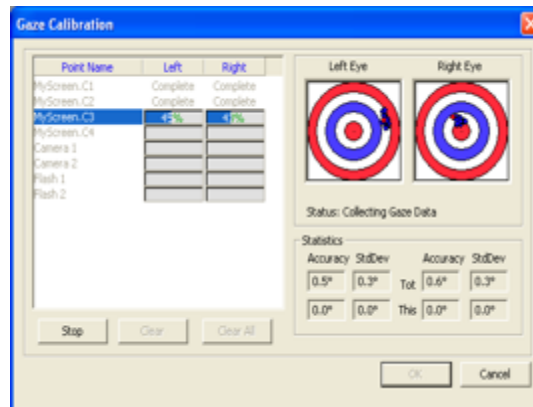 Gaze Calibration
Point Name Left Right
MyScreen.C1 Complete Complete
MyScreen.C2 Complete Complete
MyScreen.C3
MyScreen.C4
Camera 1
Camera 2
Flash 1
Flash 2
Stop Clear Clear All
Left Eye Right Eye
Status: Collecting Gaze Data
Statistics
Accuracy StdDev Accuracy StdDev
0.5° 0.3° Tot 0.6° 0.3°
0.0° 0.0° This 0.0° 0.0°
OK Cancel